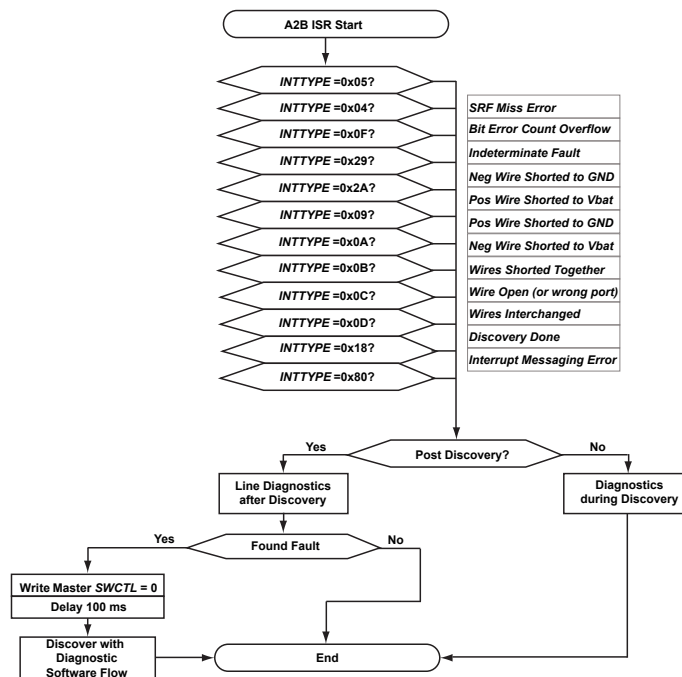 A2B ISR Start
INTTYPE =0x05?
INTTYPE =0x04?
INTTYPE =0x0F?
INTTYPE =0x29?
INTTYPE =0x2A?
INTTYPE =0x09?
INTTYPE =0x0A?
INTTYPE =0x0B?
INTTYPE =0x0C?
INTTYPE =0x0D?
INTTYPE =0x18?
INTTYPE =0x80?
SRF Miss Error
Bit Error Count Overflow
Indeterminate Fault
Neg Wire Shorted to GND
Pos Wire Shorted to Vbat
Pos Wire Shorted to GND
Neg Wire Shorted to Vbat
Wires Shorted Together
Wire Open (or wrong port)
Wires Interchanged
Discovery Done
Interrupt Messaging Error
Yes
Post Discovery?
No
Line Diagnostics
after Discovery
Diagnostics
during Discovery
Yes
Found Fault
No
Write Master SWCTL = 0
Delay 100 ms
Discover with
Diagnostic
Software Flow
End